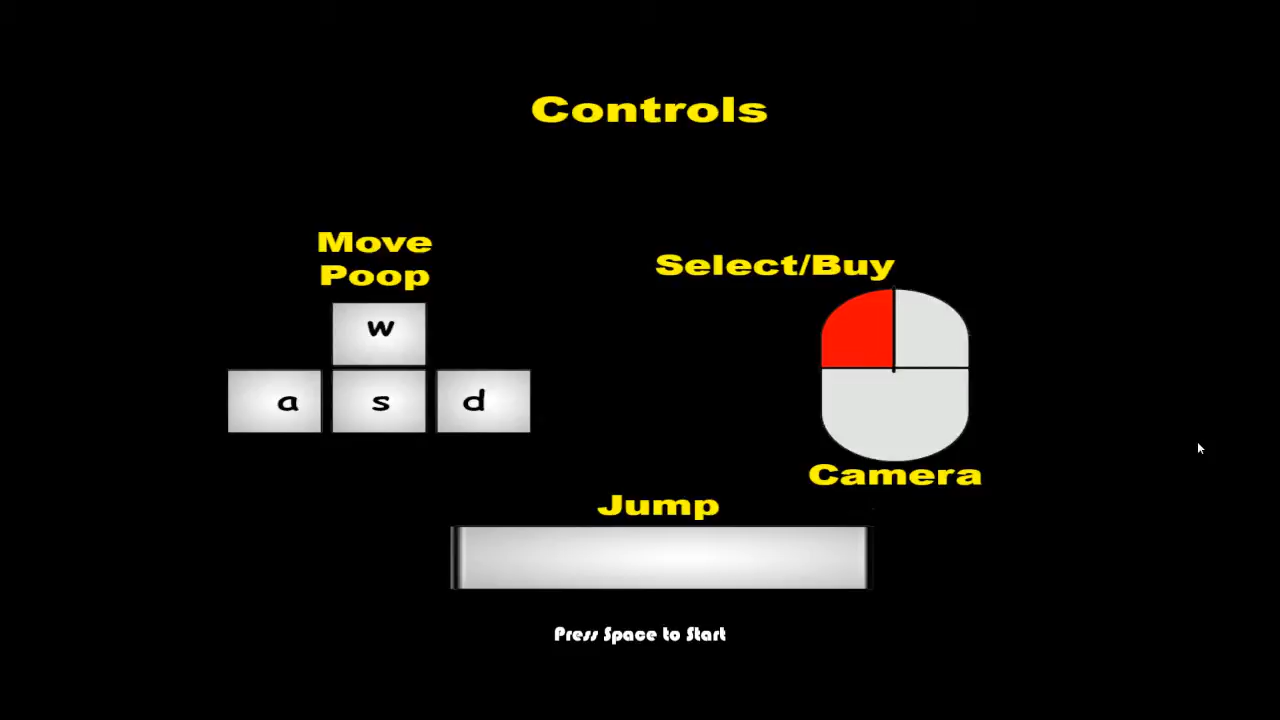 Controls
Move
Poop
w
a s d
Select/Buy
Camera
Jump
Press Space to Start